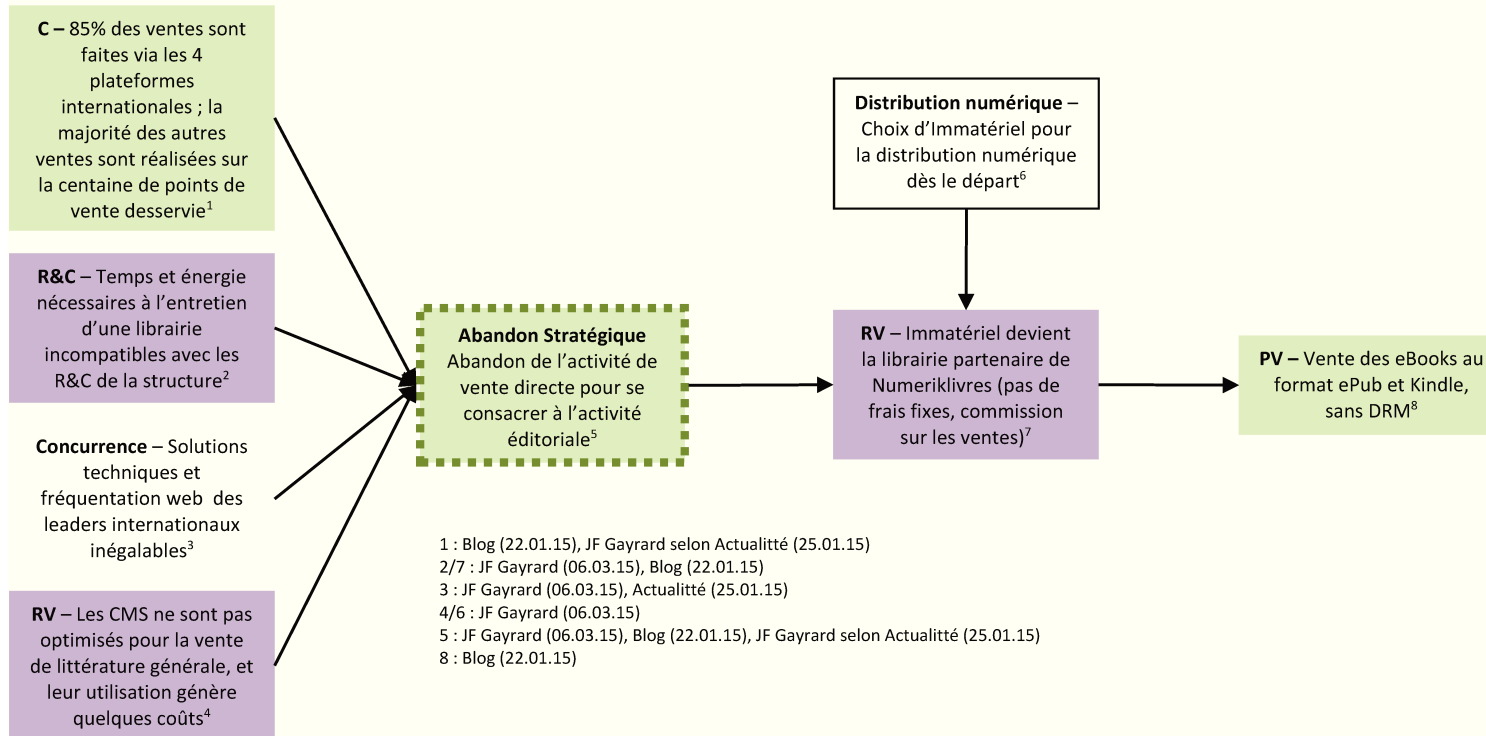 C – 85% des ventes sont
faites via les 4
plateformes
internationales ; la
majorité des autres
ventes sont réalisées sur
la centaine de points de
vente desservie¹
R&C – Temps et énergie
nécessaires à l’entretien
d’une librairie
incompatibles avec les
R&C de la structure²
Concurrence – Solutions
techniques et
fréquentation web des
leaders internationaux
inégalables³
RV – Les CMS ne sont pas
optimisés pour la vente
de littérature générale, et
leur utilisation génère
quelques coûts⁴
Abandon Stratégique
Abandon de l’activité de
vente directe pour se
consacrer à l’activité
éditoriale⁵
Distribution numérique –
Choix d’Immatériel pour
la distribution numérique
dès le départ⁶
RV – Immatériel devient
la librairie partenaire de
Numeriklivres (pas de
frais fixes, commission
sur les ventes)⁷
PV – Vente des eBooks au
format ePub et Kindle,
sans DRM⁸
1 : Blog (22.01.15), JF Gayrard selon Actualitté (25.01.15)
2/7 : JF Gayrard (06.03.15), Blog (22.01.15)
3 : JF Gayrard (06.03.15), Actualitté (25.01.15)
4/6 : JF Gayrard (06.03.15)
5 : JF Gayrard (06.03.15), Blog (22.01.15), JF Gayrard selon Actualitté (25.01.15)
8 : Blog (22.01.15)